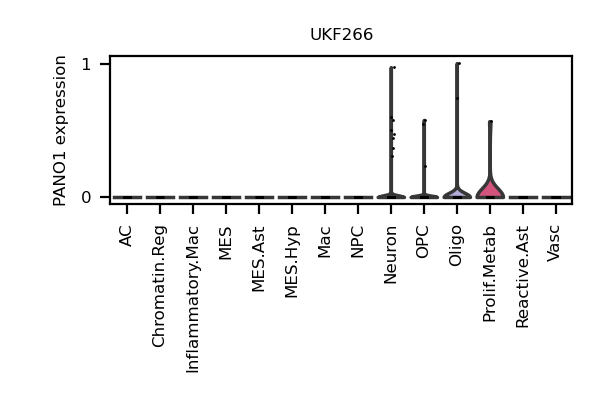 UKF266
PANO1 expression
1
0
AC
Chromatin.Reg
Inflammatory.Mac
MES
MES.Ast
MES.Hyp
Mac
NPC
Neuron
OPC
Oligo
Prolif.Metab
Reactive.Ast
Vasc